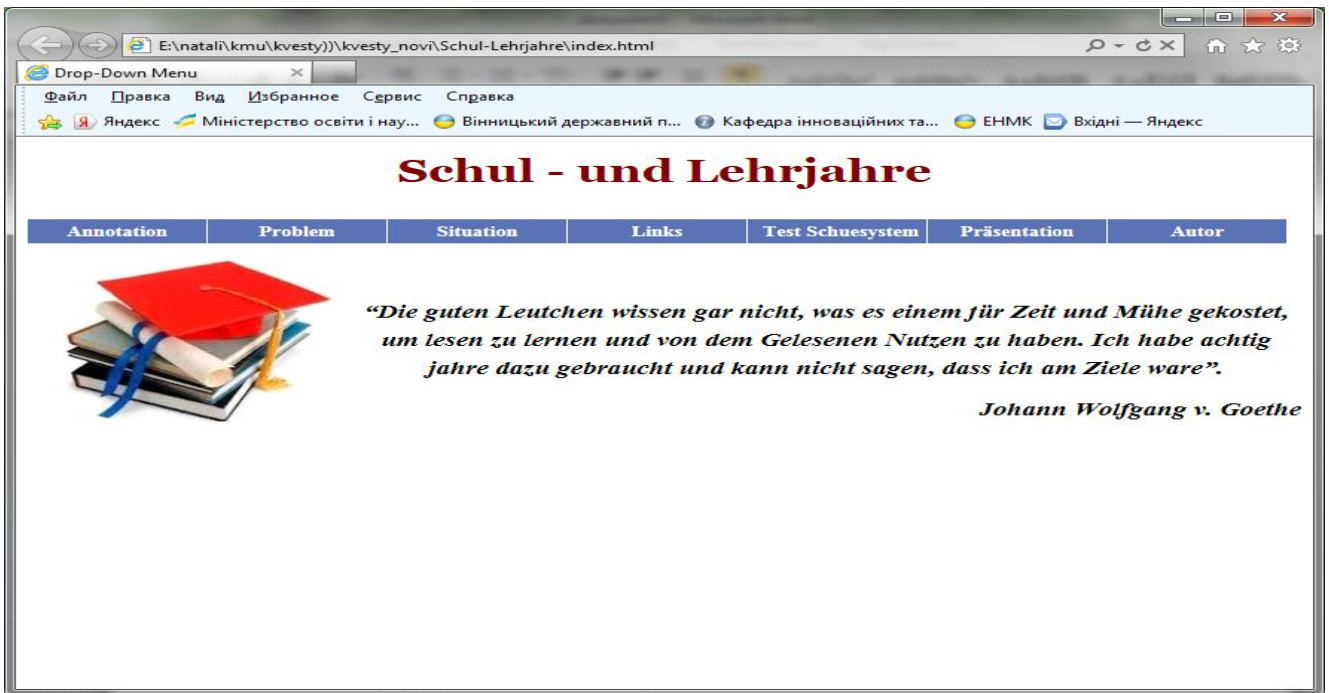 E:\natali\kmu\kvesty))\kvesty_novi\Schul-Lehrjahre\index.html
Drop-Down Menu
Файл Правка Вид Избранное Сервис Справка
Яндекс Міністерство освіти і нау... Вінницький державний п... Кафедра інноваційних та... ЕНМК Вхідні — Яндекс
Schul - und Lehrjahre
Annotation Problem Situation Links Test Schuesystem Präsentation Autor
“Die guten Leutchen wissen gar nicht, was es einem für Zeit und Mühe gekostet,
um lesen zu lernen und von dem Gelesenen Nutzen zu haben. Ich habe achtig
jahre dazu gebraucht und kann nicht sagen, dass ich am Ziele ware”.
Johann Wolfgang v. Goethe